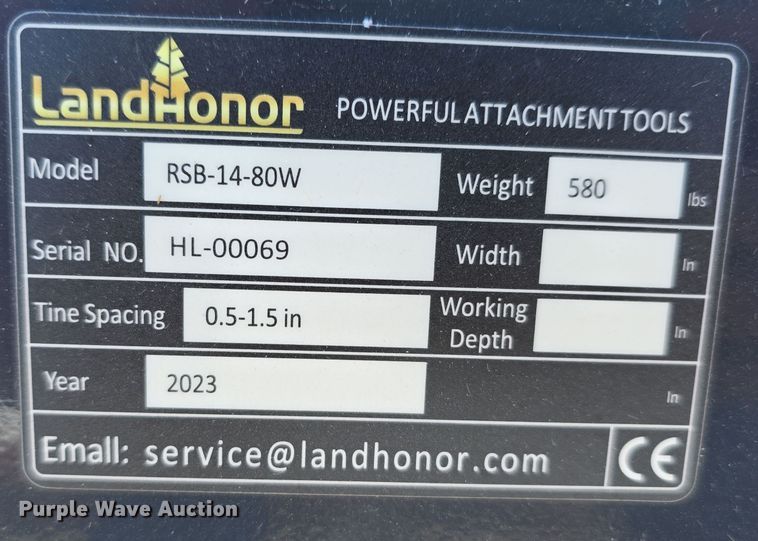 LandHonor POWERFUL ATTACHMENT TOOLS
Model RSB-14-80W Weight 580 lbs
Serial NO. HL-00069 Width In
Tine Spacing 0.5-1.5 in Working Depth In
Year 2023 In
Emall: service@landhonor.com CE
Purple Wave Auction